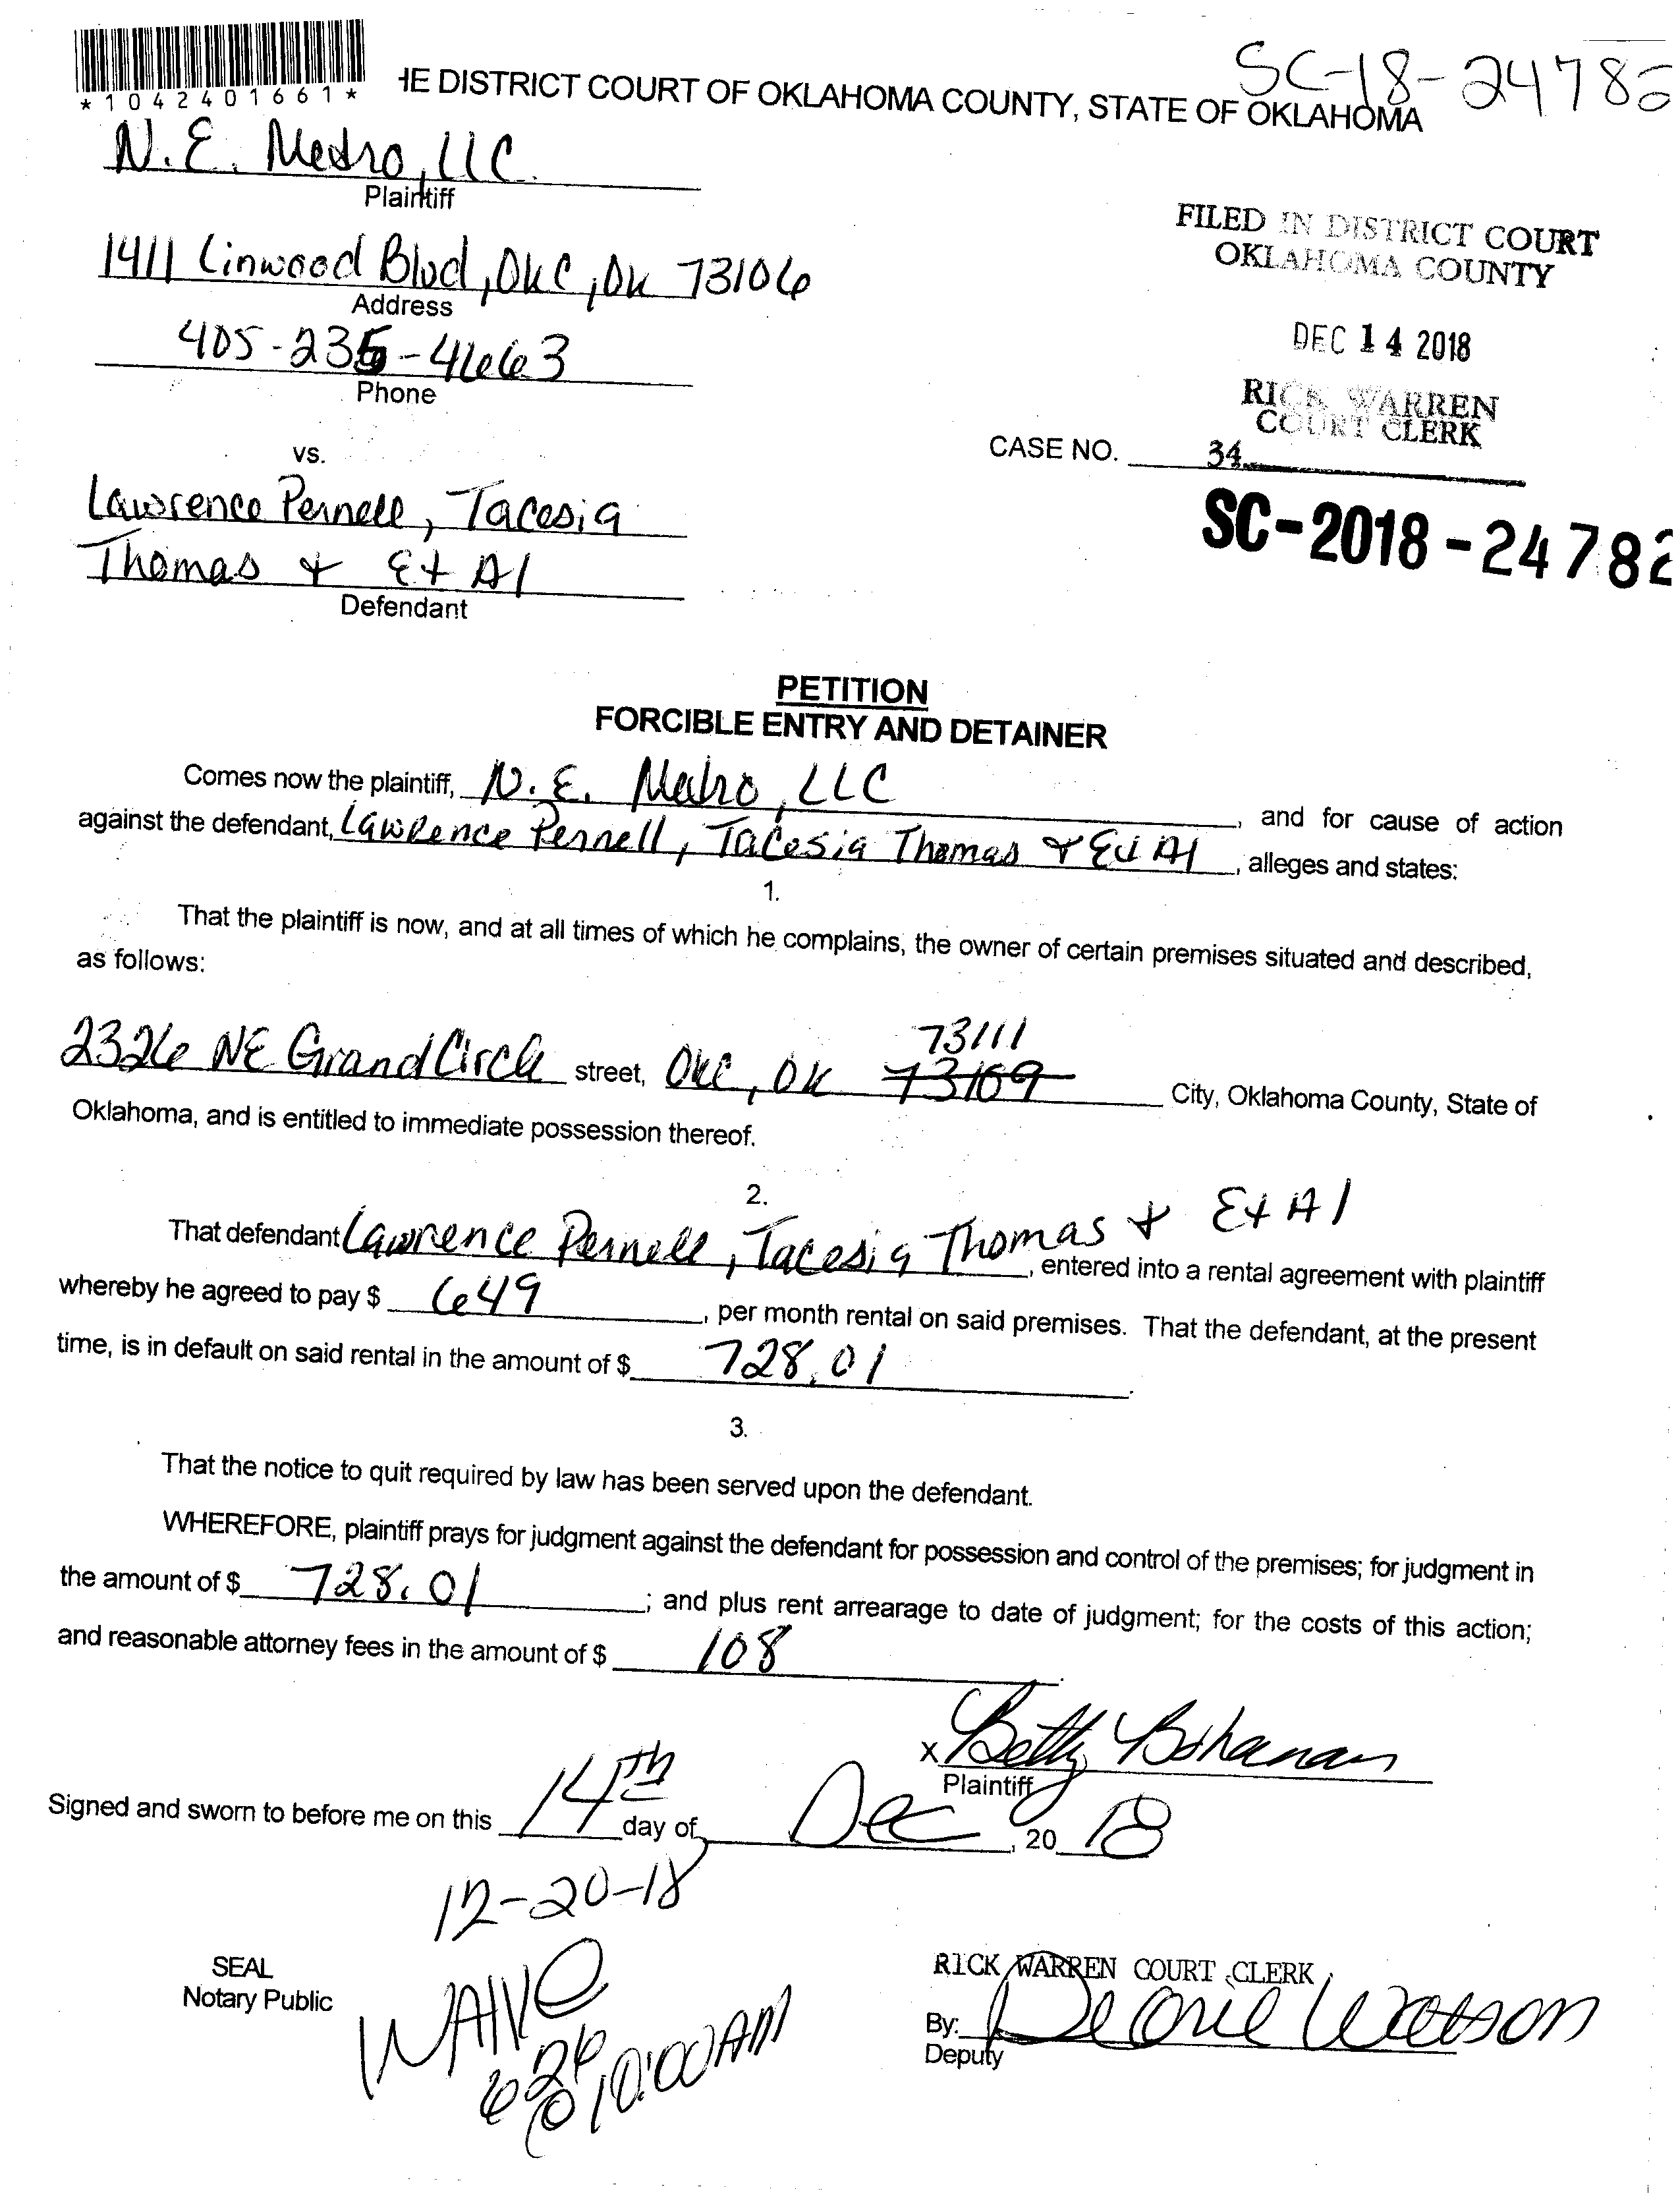 SC-18-24782
*1042401661*
HE DISTRICT COURT OF OKLAHOMA COUNTY, STATE OF OKLAHOMA
N.E. Metro, LLC
Plaintiff
1411 Linwood Blvd, OKC, OK 73106
Address
405-235-4663
Phone
FILED IN DISTRICT COURT
OKLAHOMA COUNTY
DEC 14 2018
RICK WARREN
COURT CLERK
vs.
CASE NO. 34
SC-2018-24782
Lawrence Pernell, Tacesia
Thomas & Et Al
Defendant
PETITION
FORCIBLE ENTRY AND DETAINER
Comes now the plaintiff, N.E. Metro, LLC, and for cause of action
against the defendant, Lawrence Pernell, Tacesia Thomas & Et Al, alleges and states:
1.
That the plaintiff is now, and at all times of which he complains, the owner of certain premises situated and described,
as follows:
73111
2326 NE Grand Circle street, OKC, OK 73169 City, Oklahoma County, State of
Oklahoma, and is entitled to immediate possession thereof.
2.
That defendant Lawrence Pernell, Tacesia Thomas & Et Al, entered into a rental agreement with plaintiff
whereby he agreed to pay $ 649, per month rental on said premises. That the defendant, at the present
time, is in default on said rental in the amount of $ 728.01.
3.
That the notice to quit required by law has been served upon the defendant.
WHEREFORE, plaintiff prays for judgment against the defendant for possession and control of the premises; for judgment in
the amount of $ 728.01; and plus rent arrearage to date of judgment; for the costs of this action;
and reasonable attorney fees in the amount of $ 108.
X Betty Bohanan
Plaintiff
Signed and sworn to before me on this 14th day of Dec, 20 18
12-20-18
SEAL
Notary Public
WAIVE
626
@ 10:00AM
RICK WARREN COURT CLERK
By: Watson
Deputy